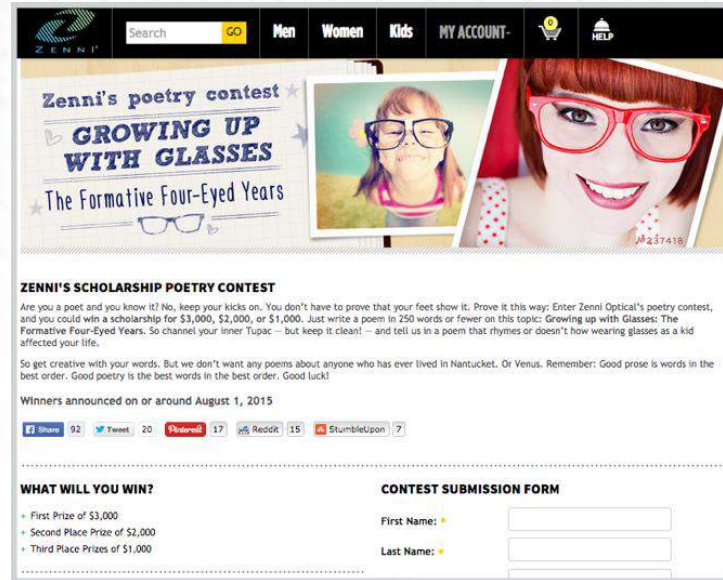 ZENNI
Search
GO
Men
Women
Kids
MY ACCOUNT-
0
HELP
Zenni's poetry contest
GROWING UP
WITH GLASSES
The Formative Four-Eyed Years
№237418
ZENNI'S SCHOLARSHIP POETRY CONTEST
Are you a poet and you know it? No, keep your kicks on. You don't have to prove that your feet show it. Prove it this way: Enter Zenni Optical's poetry contest,
and you could win a scholarship for $3,000, $2,000, or $1,000. Just write a poem in 250 words or fewer on this topic: Growing up with Glasses: The
Formative Four-Eyed Years. So channel your inner Tupac — but keep it clean! — and tell us in a poem that rhymes or doesn't how wearing glasses as a kid
affected your life.
So get creative with your words. But we don't want any poems about anyone who has ever lived in Nantucket. Or Venus. Remember: Good prose is words in the
best order. Good poetry is the best words in the best order. Good luck!
Winners announced on or around August 1, 2015
Share 92 Tweet 20 Pinterest 17 Reddit 15 StumbleUpon 7
WHAT WILL YOU WIN?
+ First Prize of $3,000
+ Second Place Prize of $2,000
+ Third Place Prizes of $1,000
CONTEST SUBMISSION FORM
First Name:
Last Name: